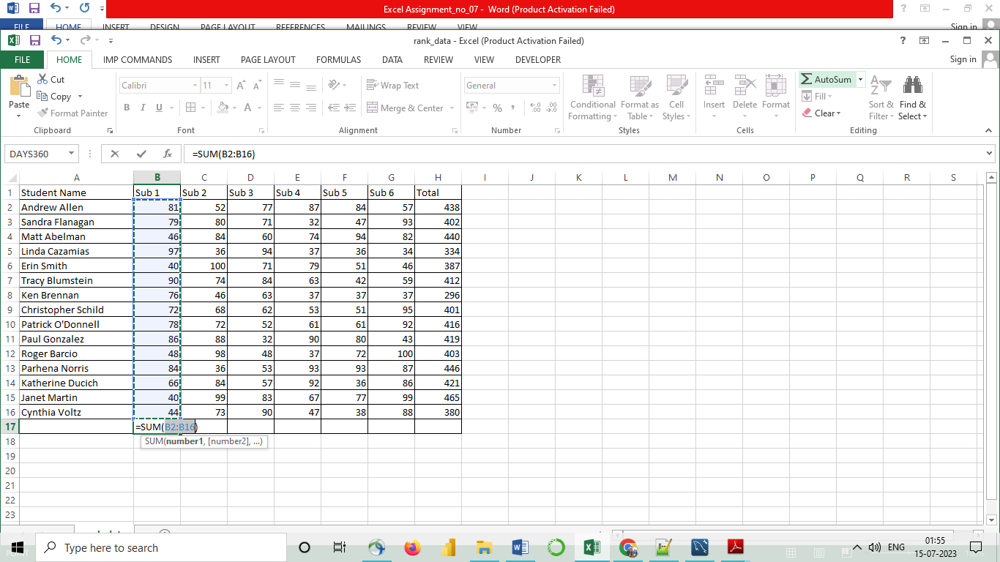 Excel Assignment_no_07 - Word (Product Activation Failed)
FILE HOME INSERT DESIGN PAGE LAYOUT REFERENCES MAILINGS REVIEW VIEW Sign in
rank_data - Excel (Product Activation Failed)
FILE HOME IMP COMMANDS INSERT PAGE LAYOUT FORMULAS DATA REVIEW VIEW DEVELOPER Sign in
Paste
Cut
Copy
Format Painter
Clipboard
Calibri 11
B I U A
Font
Wrap Text
Merge & Center
Alignment
General
%
Number
Conditional Formatting
Format as Table
Cell Styles
Styles
Insert Delete Format
Cells
AutoSum
Fill
Clear
Sort & Filter
Find & Select
Editing
DAYS360 fx =SUM(B2:B16)
A B C D E F G H I J K L M N O P Q R S
1 Student Name Sub 1 Sub 2 Sub 3 Sub 4 Sub 5 Sub 6 Total
2 Andrew Allen 81 52 77 87 84 57 438
3 Sandra Flanagan 79 80 71 32 47 93 402
4 Matt Abelman 46 84 60 74 94 82 440
5 Linda Cazamias 97 36 94 37 36 34 334
6 Erin Smith 40 100 71 79 51 46 387
7 Tracy Blumstein 90 74 84 63 42 59 412
8 Ken Brennan 76 46 63 37 37 37 296
9 Christopher Schild 72 68 62 53 51 95 401
10 Patrick O'Donnell 78 72 52 61 61 92 416
11 Paul Gonzalez 86 88 32 90 80 43 419
12 Roger Barcio 48 98 48 37 72 100 403
13 Parhena Norris 84 36 53 93 93 87 446
14 Katherine Ducich 66 84 57 92 36 86 421
15 Janet Martin 40 99 83 67 77 99 465
16 Cynthia Voltz 44 73 90 47 38 88 380
17 =SUM(B2:B16)
18 SUM(number1, [number2], ...)
19
20
21
22
23
Type here to search
ENG
01:55
15-07-2023